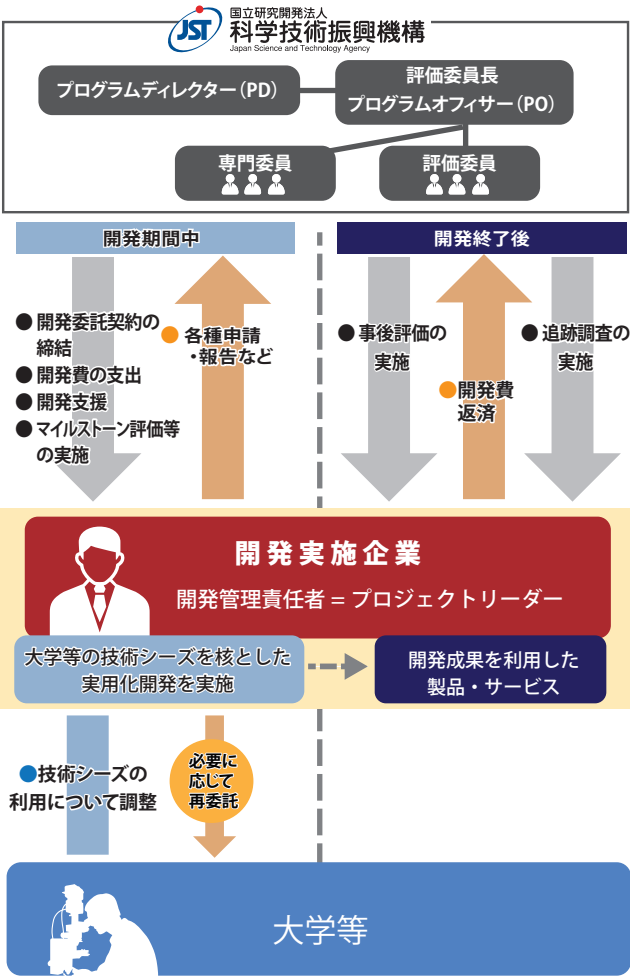 JST
国立研究開発法人
科学技術振興機構
Japan Science and Technology Agency
プログラムディレクター（PD）
評価委員長
プログラムオフィサー（PO）
専門委員
評価委員
開発期間中
開発終了後
● 開発委託契約の
締結
● 開発費の支出
● 開発支援
● マイルストーン評価等
の実施
● 各種申請
・報告など
● 事後評価の
実施
● 開発費
返済
● 追跡調査の
実施
開発実施企業
開発管理責任者 = プロジェクトリーダー
大学等の技術シーズを核とした
実用化開発を実施
開発成果を利用した
製品・サービス
● 技術シーズの
利用について調整
必要に
応じて
再委託
大学等